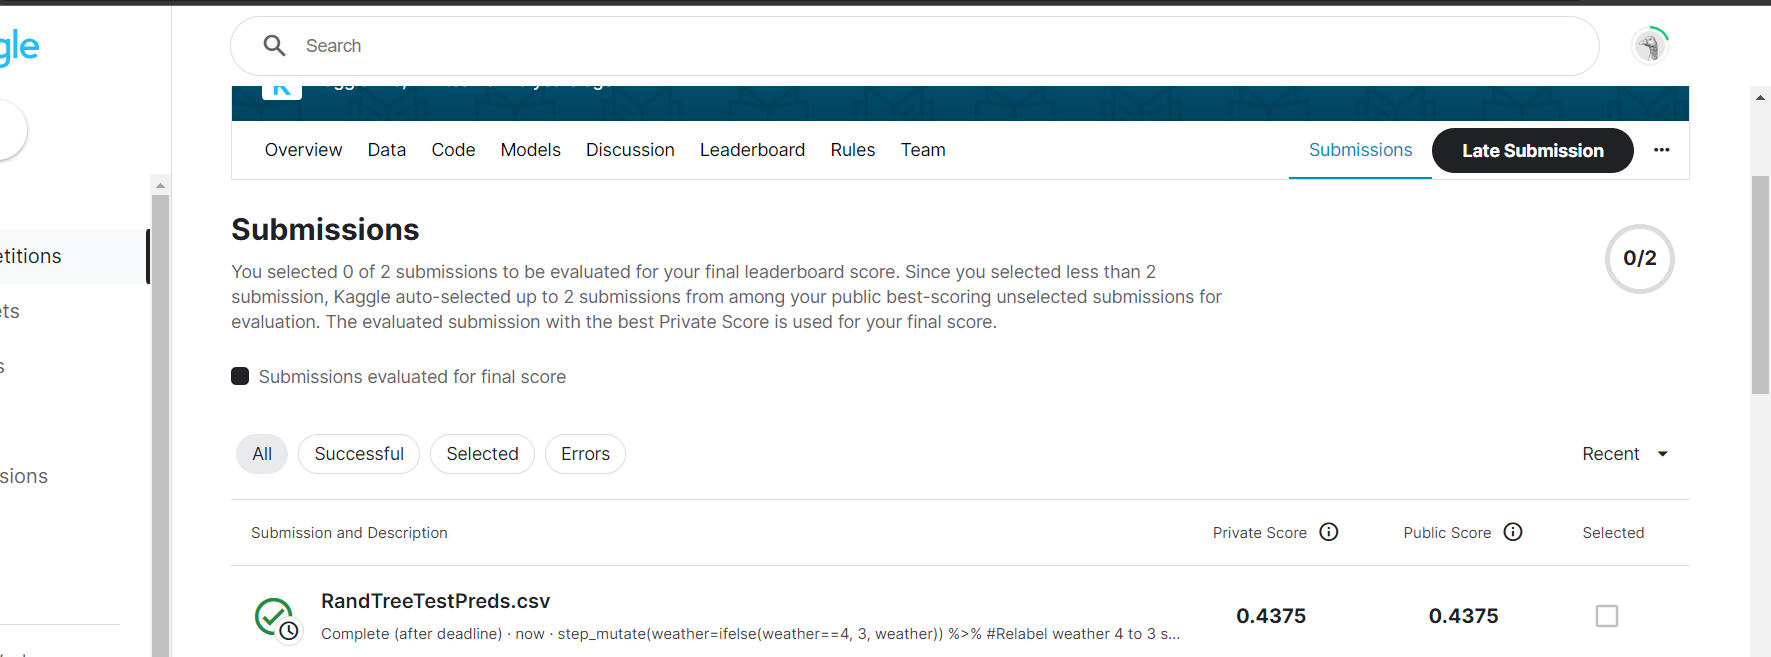 gle
Search
Overview Data Code Models Discussion Leaderboard Rules Team Submissions Late Submission
Submissions
0/2
You selected 0 of 2 submissions to be evaluated for your final leaderboard score. Since you selected less than 2
submission, Kaggle auto-selected up to 2 submissions from among your public best-scoring unselected submissions for
evaluation. The evaluated submission with the best Private Score is used for your final score.
Submissions evaluated for final score
All Successful Selected Errors Recent
Submission and Description Private Score Public Score Selected
RandTreeTestPreds.csv
0.4375 0.4375
Complete (after deadline) · now · step_mutate(weather=ifelse(weather==4, 3, weather)) %>% #Relabel weather 4 to 3 s...
etitions
ets
s
sions